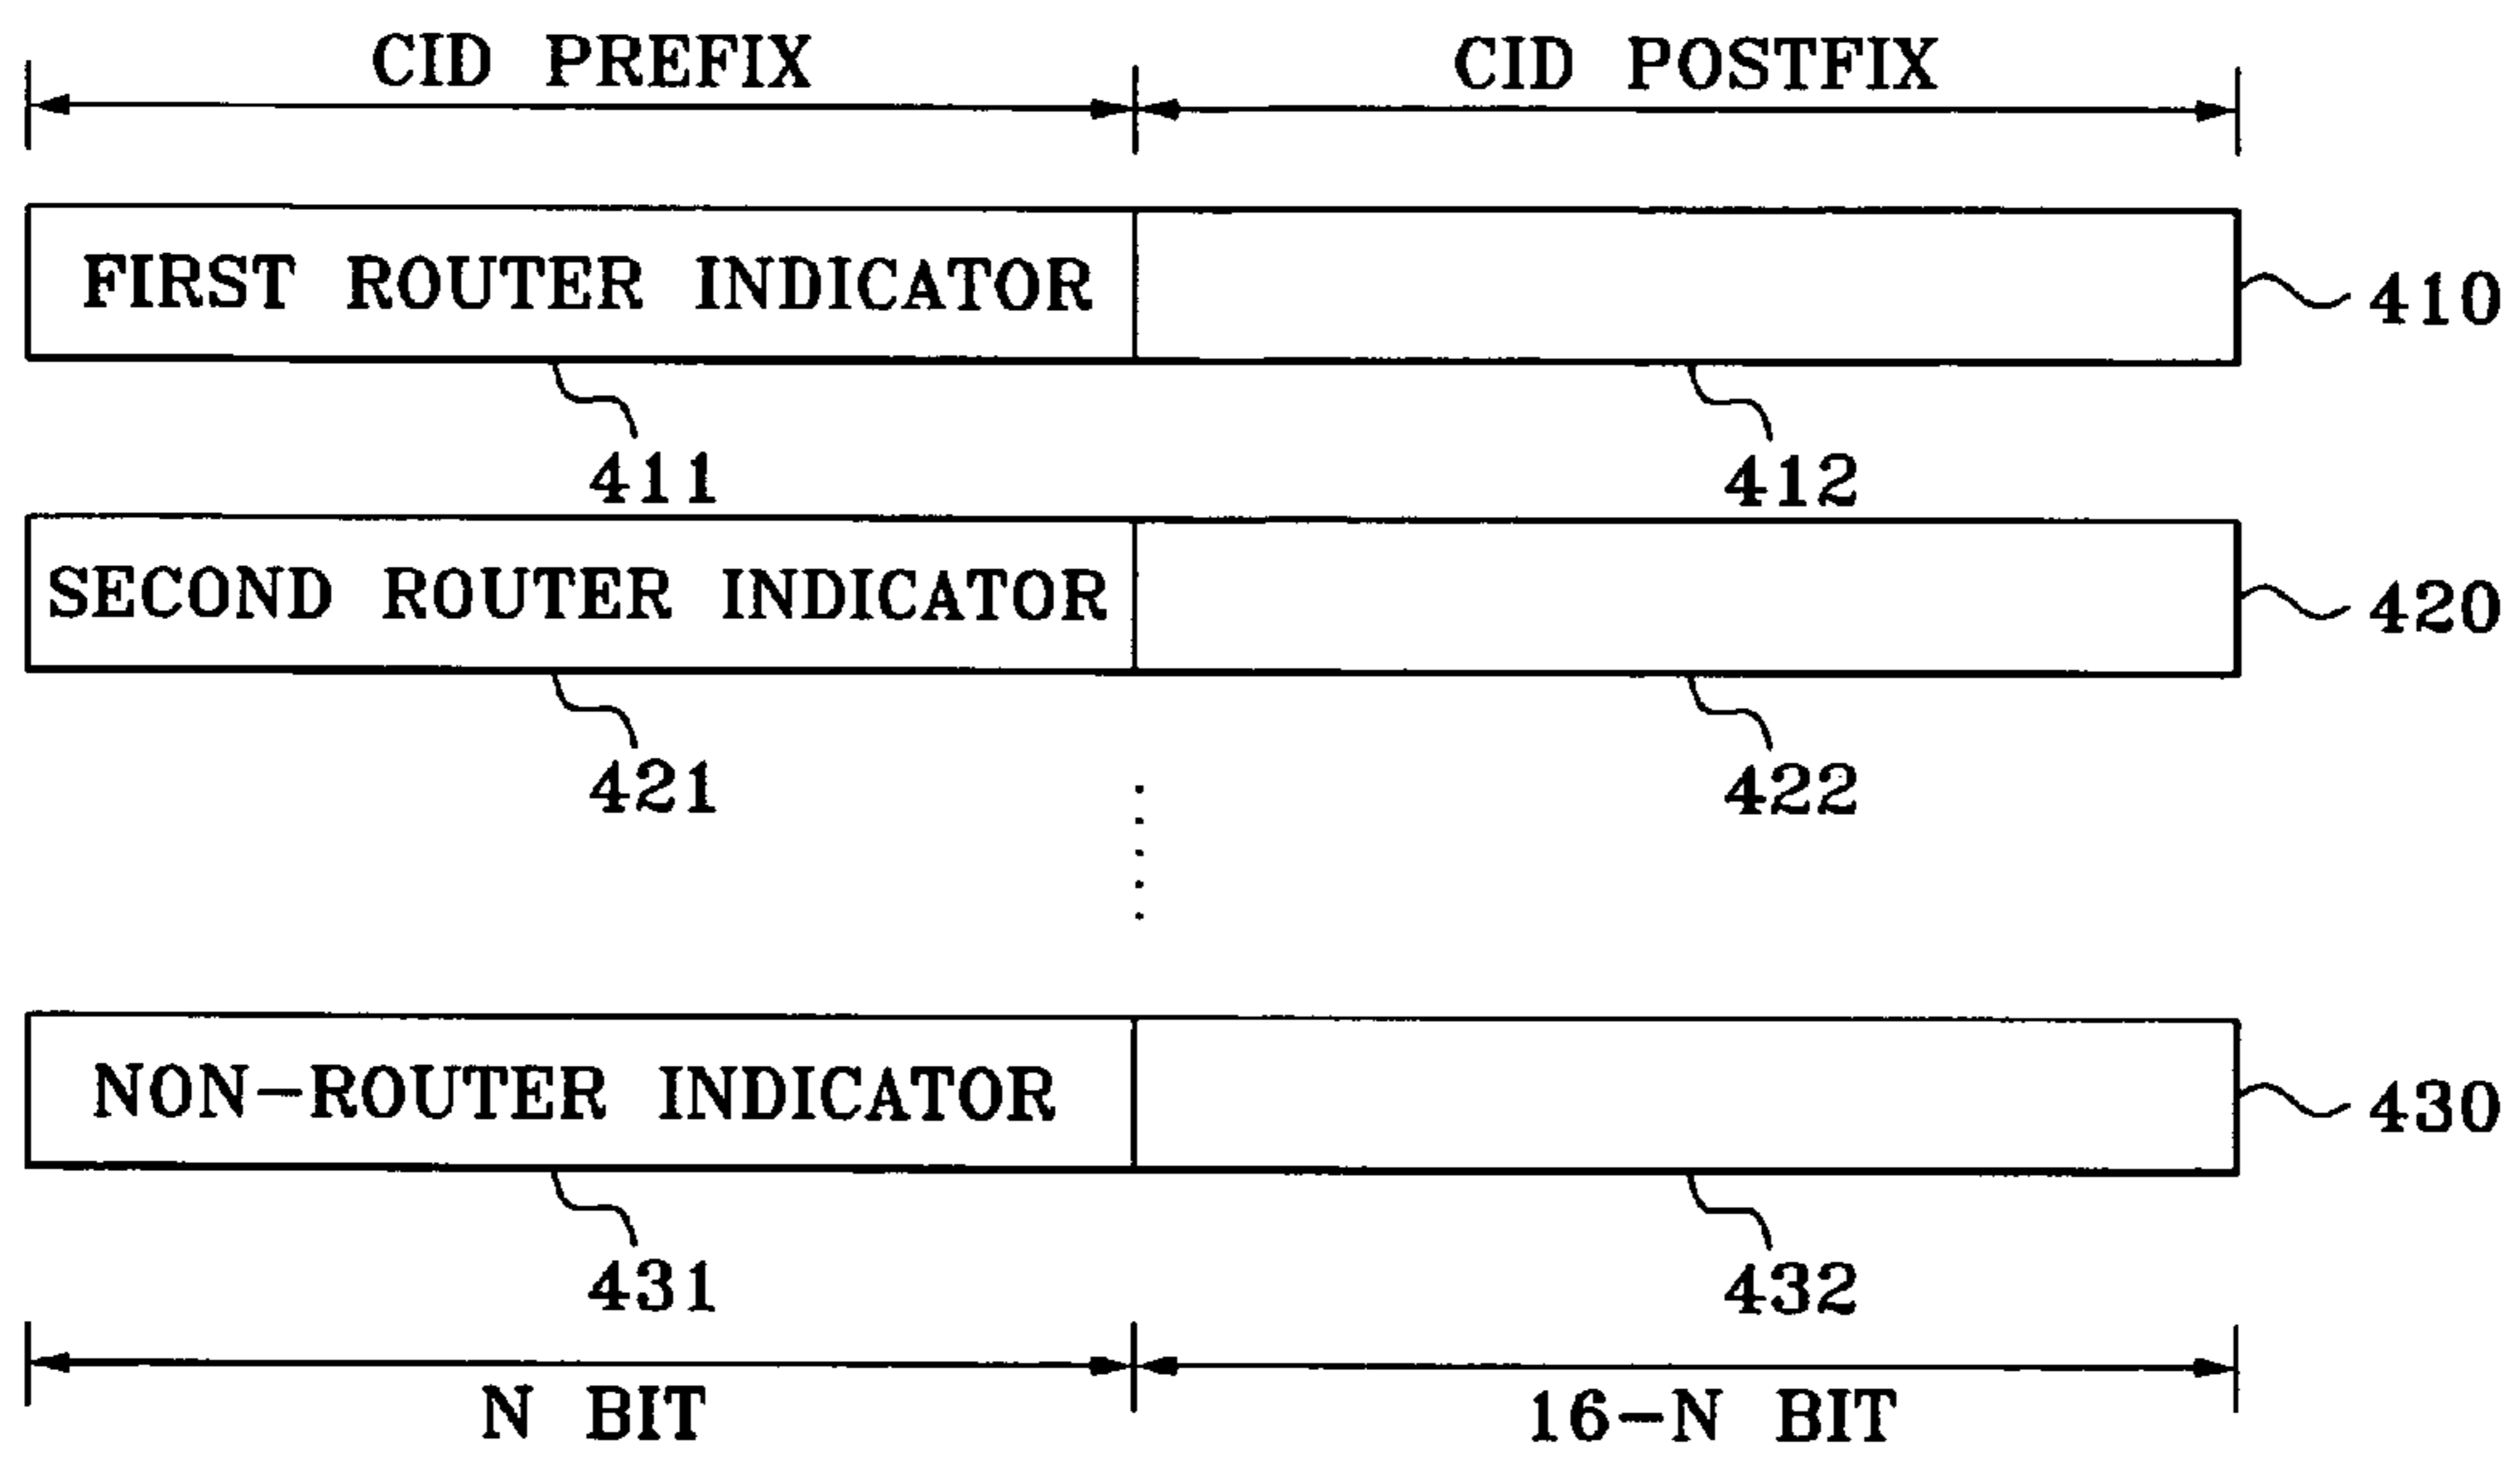 CID PREFIX CID POSTFIX
FIRST ROUTER INDICATOR 410
411 412
SECOND ROUTER INDICATOR 420
421 422
NON-ROUTER INDICATOR 430
431 432
N BIT 16-N BIT